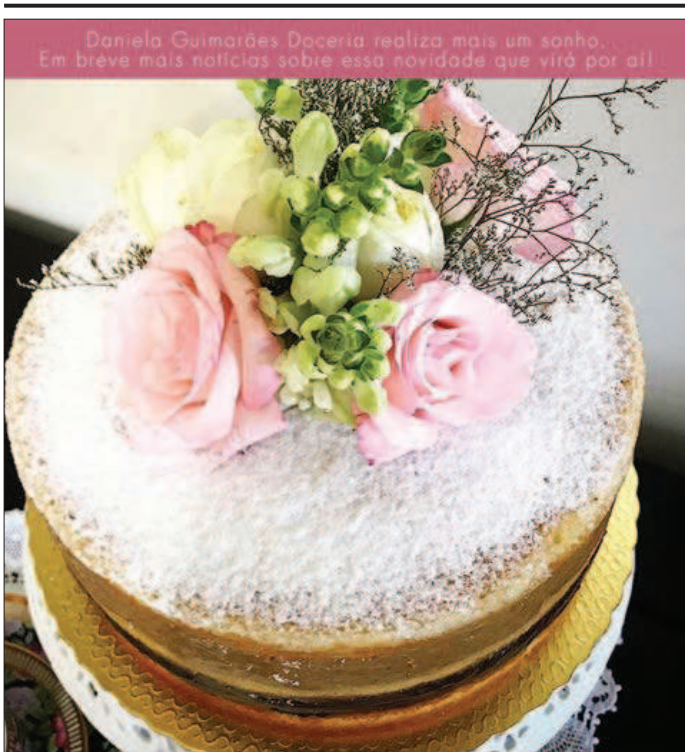 Daniela Guimarães Doceria realiza mais um sonho.
Em breve mais notícias sobre essa novidade que virá por aí!